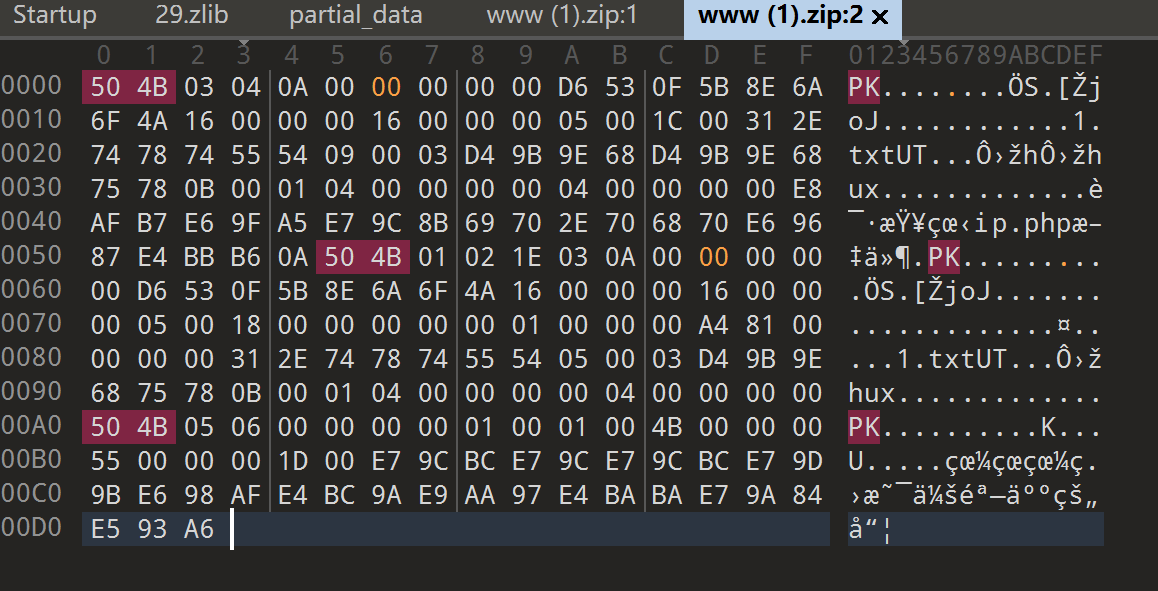 Startup 29.zlib partial_data www (1).zip:1 www (1).zip:2 ×
0 1 2 3 4 5 6 7 8 9 A B C D E F 0123456789ABCDEF
0000 50 4B 03 04 0A 00 00 00 00 00 D6 53 0F 5B 8E 6A PK........ÖS.[Žj
0010 6F 4A 16 00 00 00 16 00 00 00 05 00 1C 00 31 2E oJ............1.
0020 74 78 74 55 54 09 00 03 D4 9B 9E 68 D4 9B 9E 68 txtUT...Ô›žhÔ›žh
0030 75 78 0B 00 01 04 00 00 00 00 04 00 00 00 00 E8 ux.............è
0040 AF B7 E6 9F A5 E7 9C 8B 69 70 2E 70 68 70 E6 96 ¯·æŸ¥çœ‹ip.phpæ–
0050 87 E4 BB B6 0A 50 4B 01 02 1E 03 0A 00 00 00 00 ‡ä»¶.PK.........
0060 00 D6 53 0F 5B 8E 6A 6F 4A 16 00 00 00 16 00 00 .ÖS.[ŽjoJ.......
0070 00 05 00 18 00 00 00 00 00 01 00 00 00 A4 81 00 .............¤..
0080 00 00 00 31 2E 74 78 74 55 54 05 00 03 D4 9B 9E ...1.txtUT...Ô›ž
0090 68 75 78 0B 00 01 04 00 00 00 00 04 00 00 00 00 hux.............
00A0 50 4B 05 06 00 00 00 00 01 00 01 00 4B 00 00 00 PK..........K...
00B0 55 00 00 00 1D 00 E7 9C BC E7 9C E7 9C BC E7 9D U.....çœ¼çœçœ¼ç.
00C0 9B E6 98 AF E4 BC 9A E9 AA 97 E4 BA BA E7 9A 84 ›æ˜¯ä¼šéª—äººçš„
00D0 E5 93 A6 å“¦